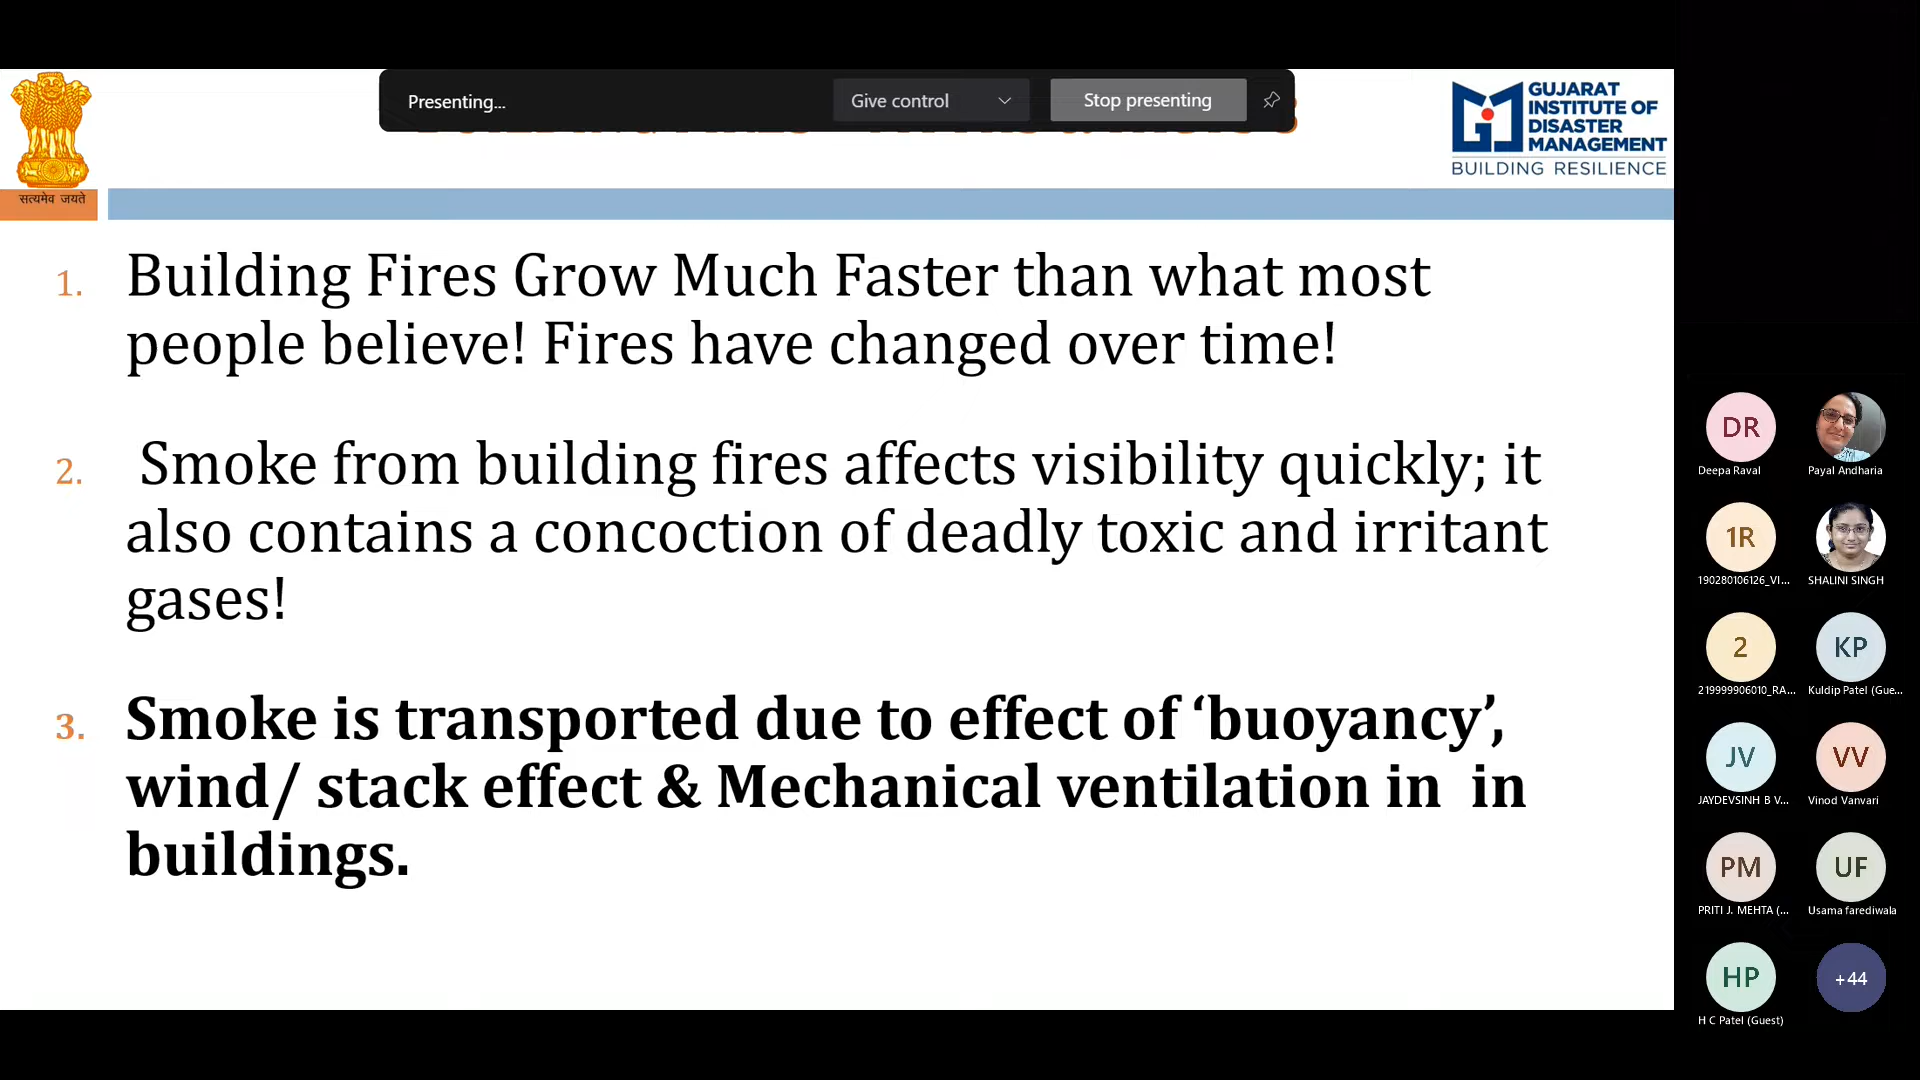 Presenting...
Give control
Stop presenting
GUJARAT
INSTITUTE OF
DISASTER
MANAGEMENT
BUILDING RESILIENCE
सत्यमेव जयते
1. Building Fires Grow Much Faster than what most
people believe! Fires have changed over time!
2. Smoke from building fires affects visibility quickly; it
also contains a concoction of deadly toxic and irritant
gases!
3. Smoke is transported due to effect of ‘buoyancy’,
wind/ stack effect & Mechanical ventilation in  in
buildings.
DR
Deepa Raval
Payal Andharia
1R
190280106126_VI...
SHALINI SINGH
2
219999906010_RA...
KP
Kuldip Patel (Gue...
JV
JAYDEVSINH B V...
VV
Vinod Vanvari
PM
PRITI J. MEHTA (...
UF
Usama farediwala
HP
H C Patel (Guest)
+44